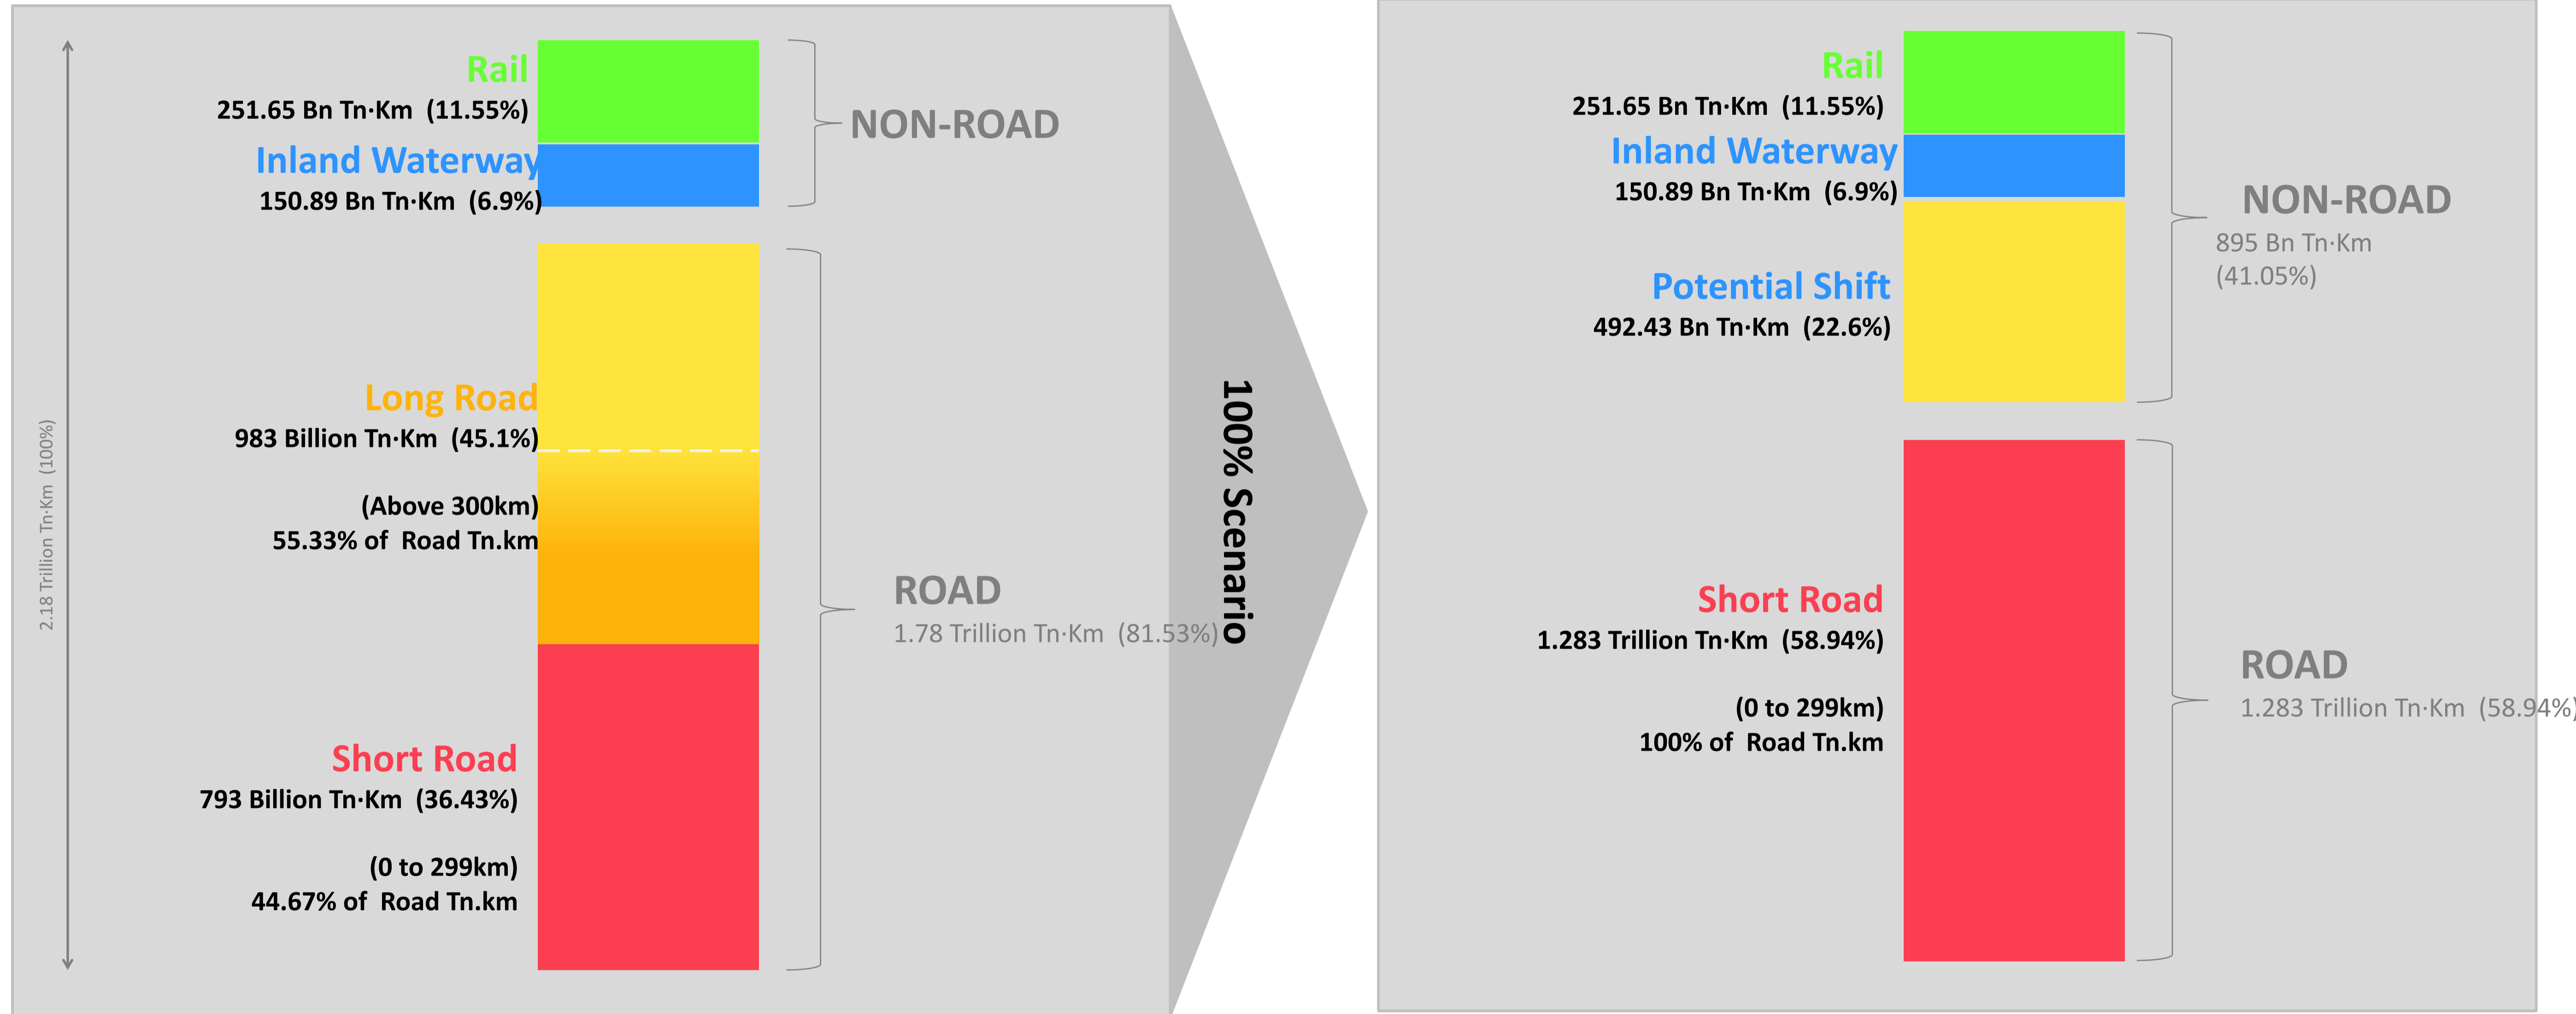 2.18 Trillion Tn·Km (100%)
Rail
251.65 Bn Tn·Km (11.55%)
Inland Waterway
150.89 Bn Tn·Km (6.9%)
NON-ROAD
Long Road
983 Billion Tn·Km (45.1%)
(Above 300km)
55.33% of Road Tn.km
ROAD
1.78 Trillion Tn·Km (81.53%)
Short Road
793 Billion Tn·Km (36.43%)
(0 to 299km)
44.67% of Road Tn.km
100% Scenario
Rail
251.65 Bn Tn·Km (11.55%)
Inland Waterway
150.89 Bn Tn·Km (6.9%)
Potential Shift
492.43 Bn Tn·Km (22.6%)
NON-ROAD
895 Bn Tn·Km
(41.05%)
Short Road
1.283 Trillion Tn·Km (58.94%)
(0 to 299km)
100% of Road Tn.km
ROAD
1.283 Trillion Tn·Km (58.94%)